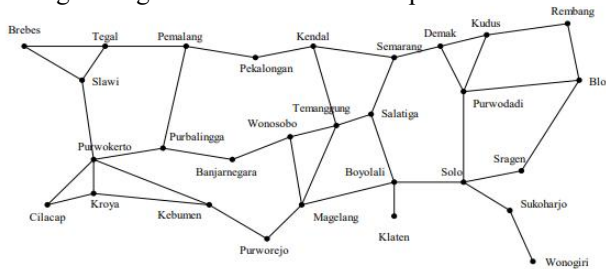 Rembang
Brebes
Tegal
Pemalang
Kendal
Demak
Kudus
Semarang
Pekalongan
Slawi
Blo
Temanggung
Purwodadi
Wonosobo
Salatiga
Purbalingga
Purwokerto
Sragen
Banjarnegara
Boyolali
Solo
Sukoharjo
Cilacap
Kroya
Kebumen
Magelang
Klaten
Purworejo
Wonogiri